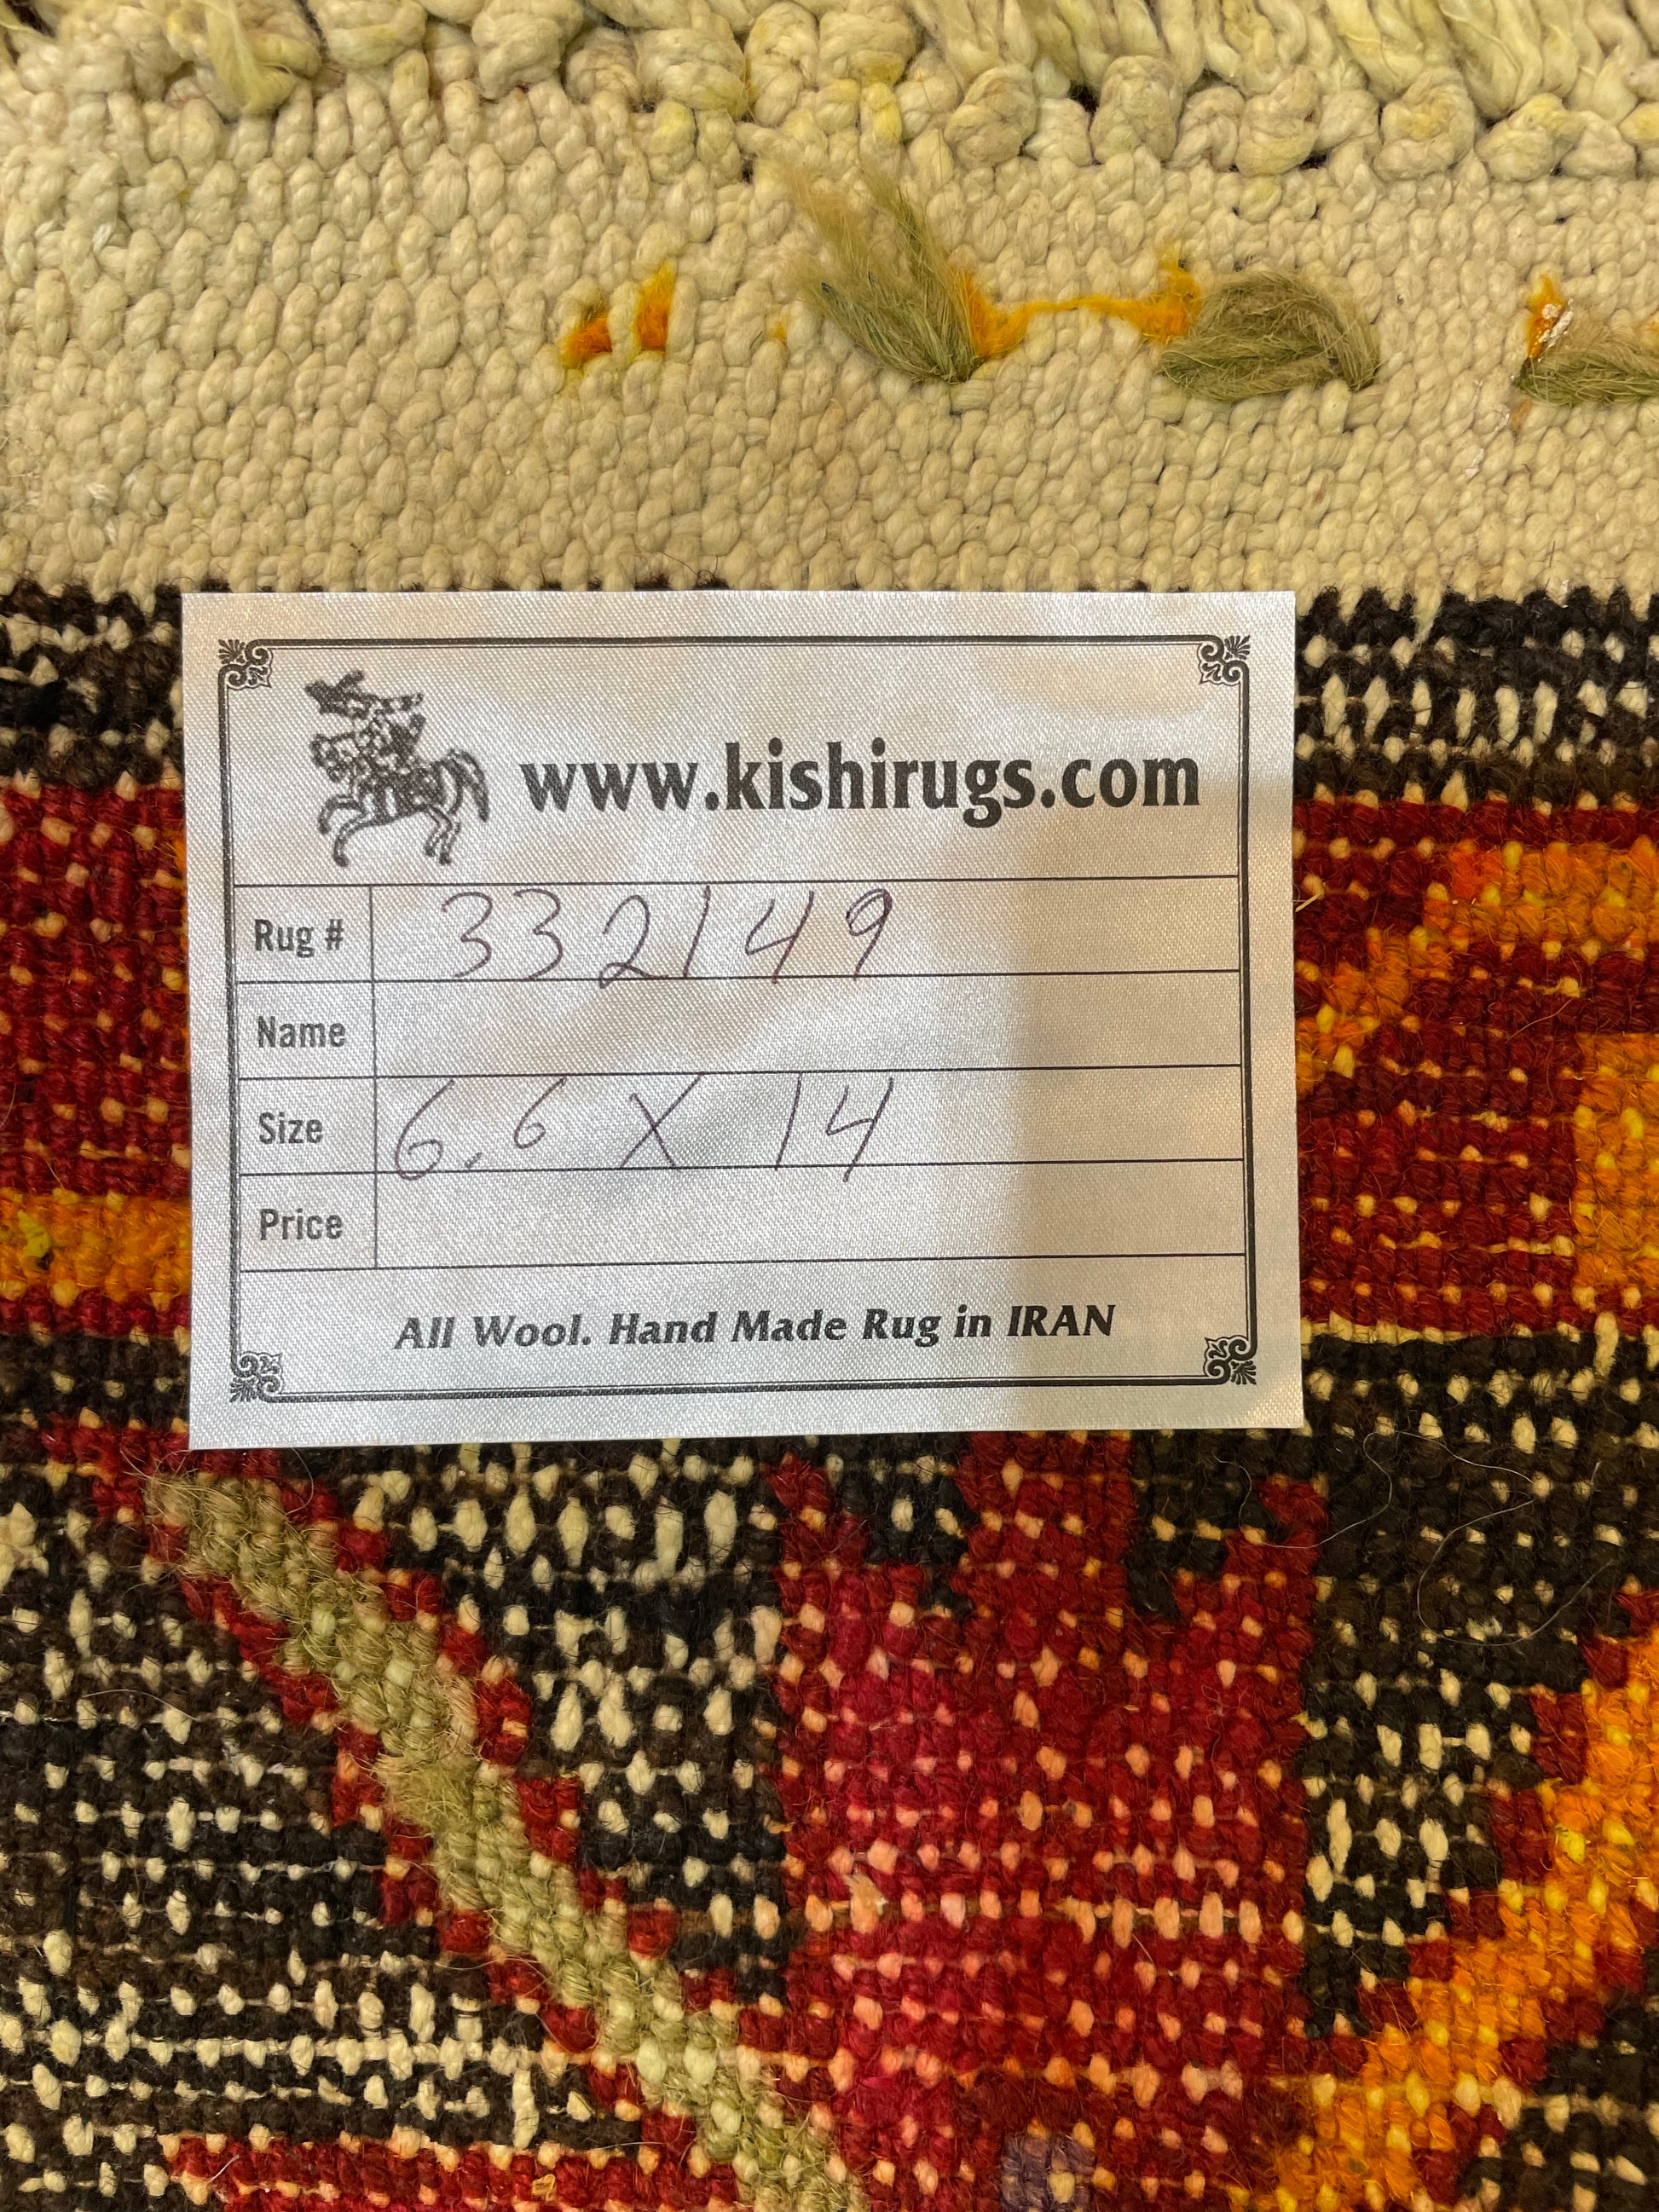 www.kishirugs.com
Rug # 332149
Name
Size 6.6 X 14
Price
All Wool. Hand Made Rug in IRAN